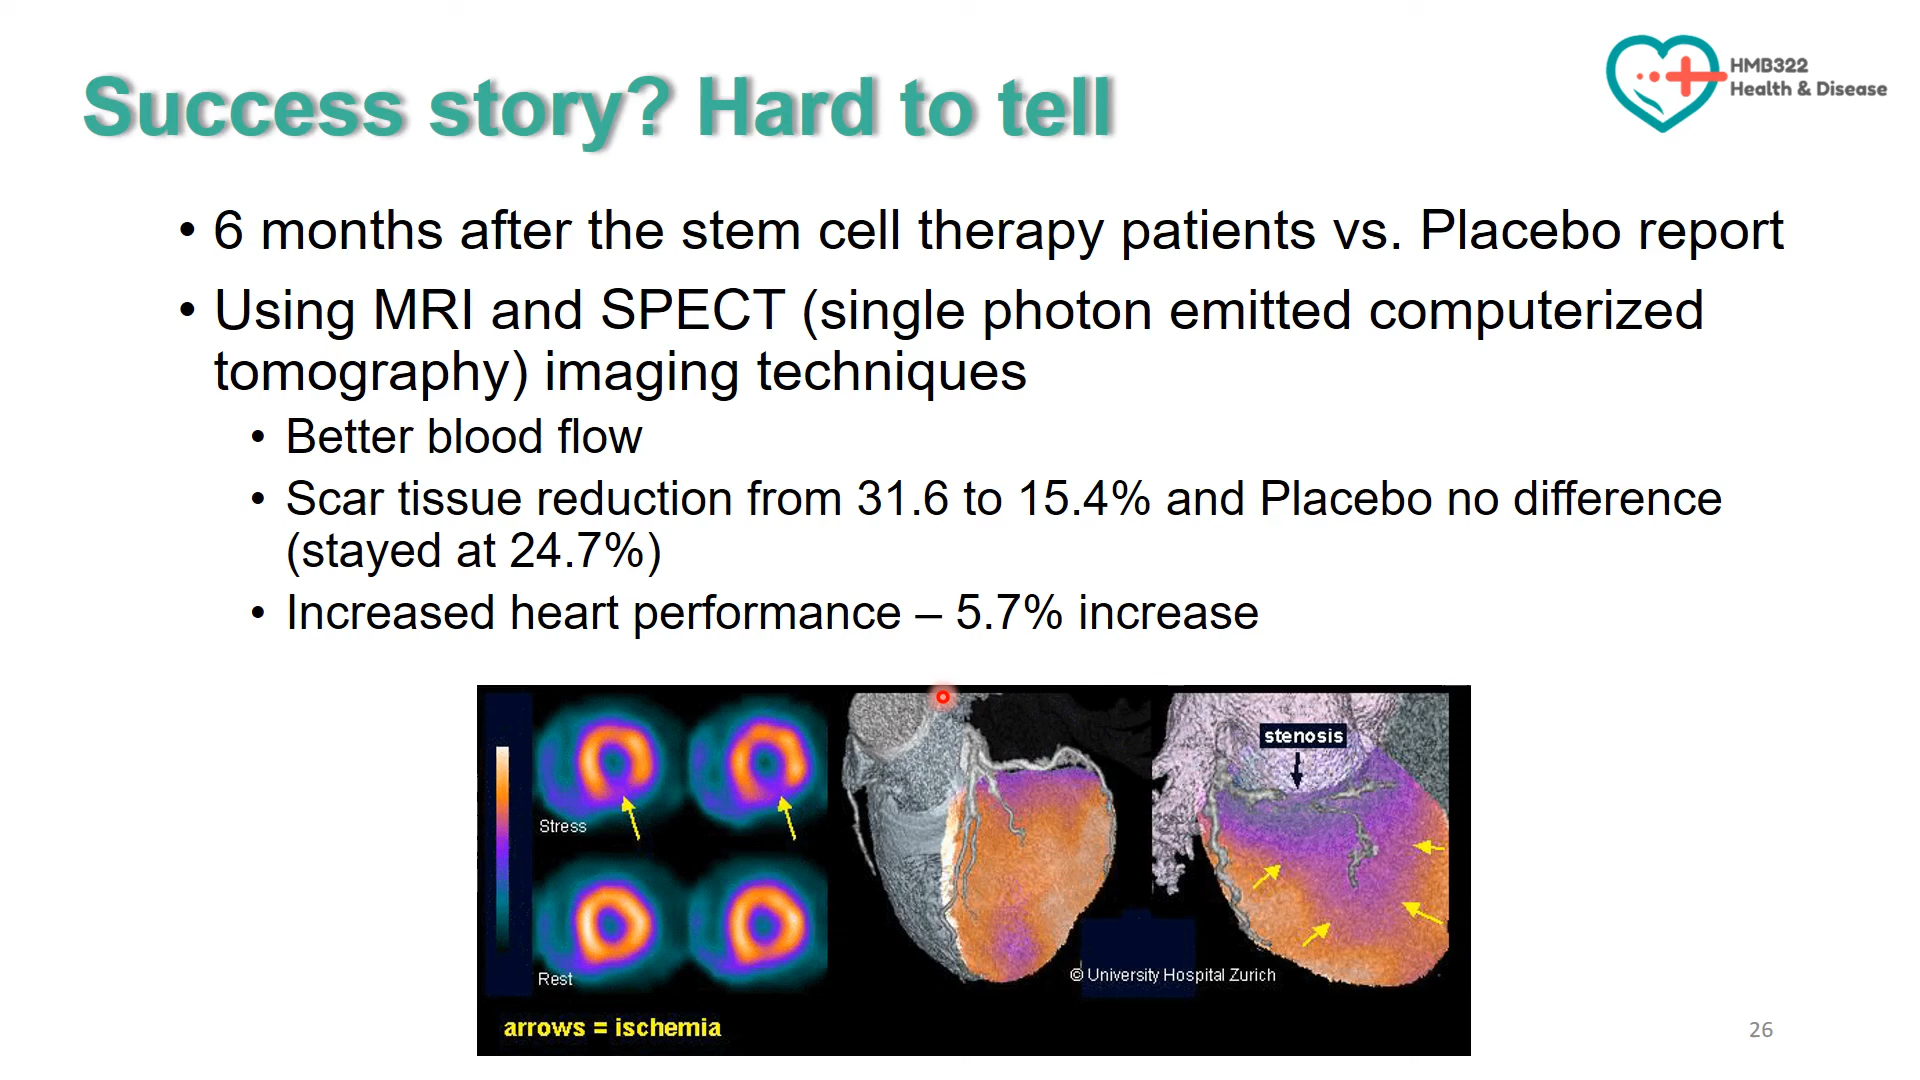 HMB322
Health & Disease
Success story? Hard to tell
• 6 months after the stem cell therapy patients vs. Placebo report
• Using MRI and SPECT (single photon emitted computerized
tomography) imaging techniques
• Better blood flow
• Scar tissue reduction from 31.6 to 15.4% and Placebo no difference
(stayed at 24.7%)
• Increased heart performance – 5.7% increase
stenosis
Stress
Rest
© University Hospital Zurich
arrows = ischemia
26